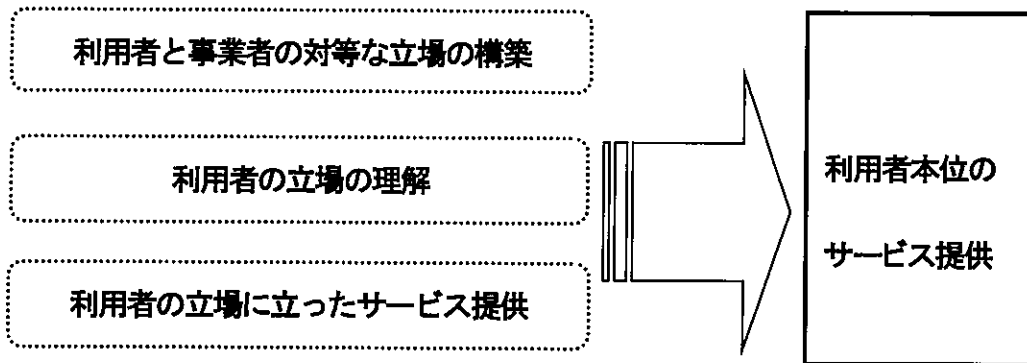 利用者と事業者の対等な立場の構築
利用者の立場の理解
利用者の立場に立ったサービス提供
利用者本位の
サービス提供